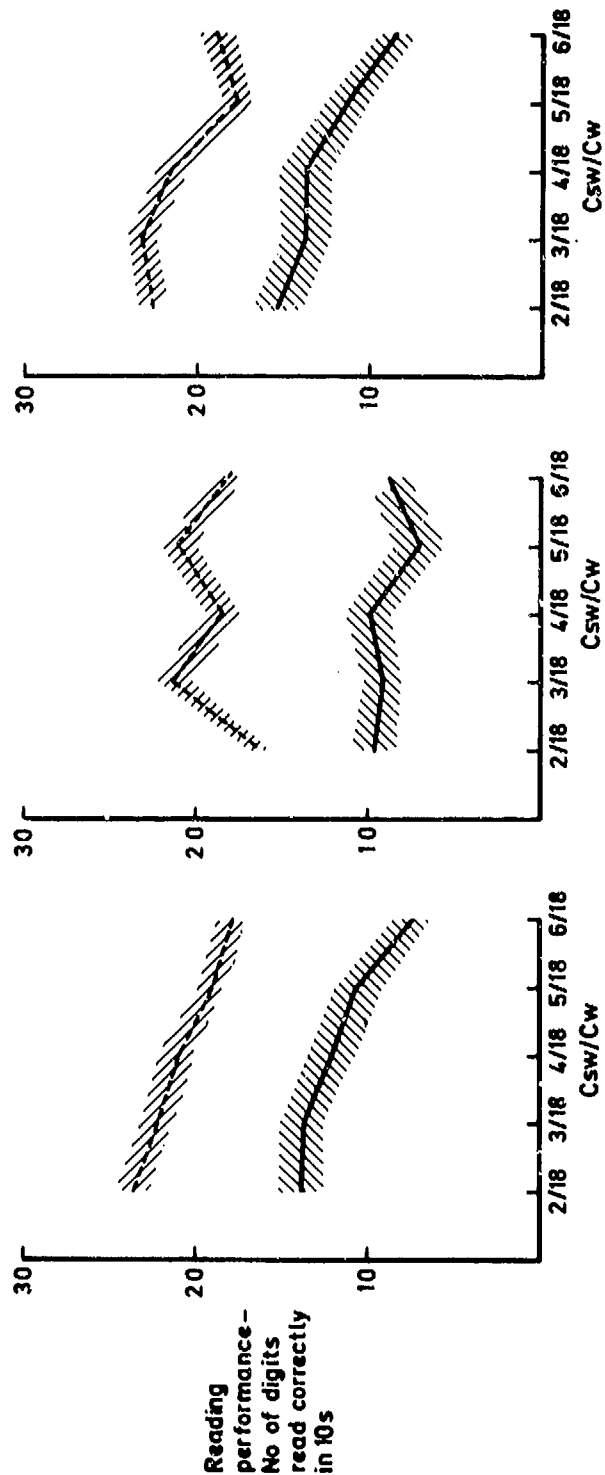 Reading
performance-
No of digits
read correctly
in 10s
30
20
10
2/18 3/18 4/18 5/18 6/18
Csw/Cw
30
20
10
2/18 3/18 4/18 5/18 6/18
Csw/Cw
30
20
10
2/18 3/18 4/18 5/18 6/18
Csw/Cw